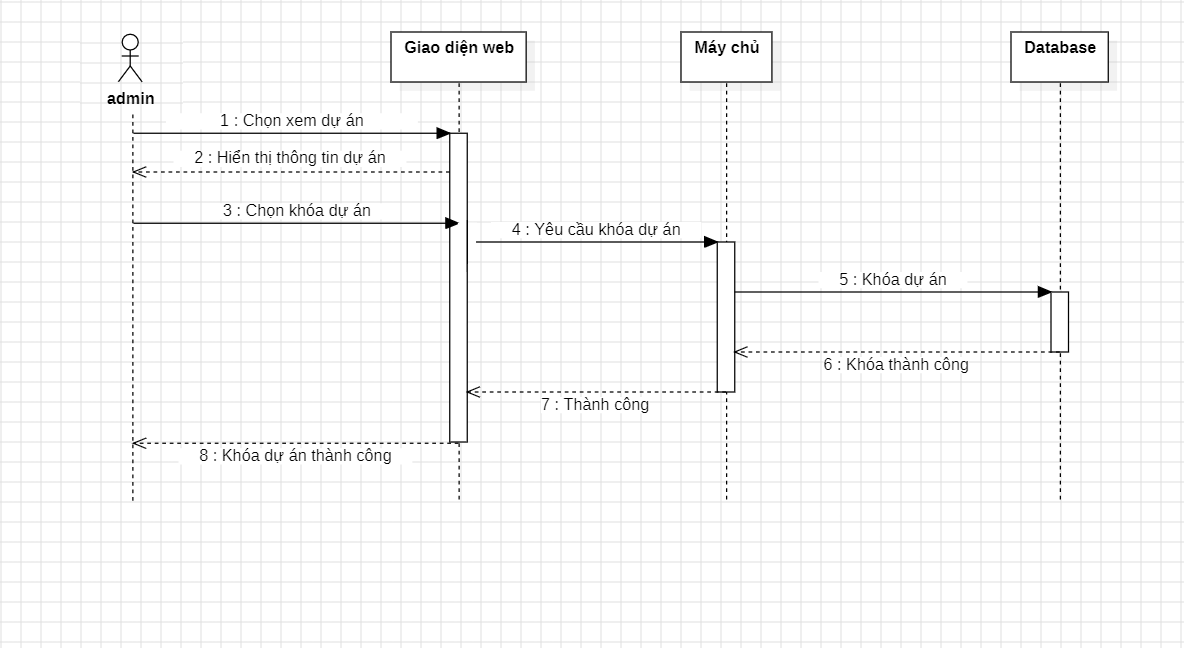 Giao diện web
Máy chủ
Database
admin
1 : Chọn xem dự án
2 : Hiển thị thông tin dự án
3 : Chọn khóa dự án
4 : Yêu cầu khóa dự án
5 : Khóa dự án
6 : Khóa thành công
7 : Thành công
8 : Khóa dự án thành công